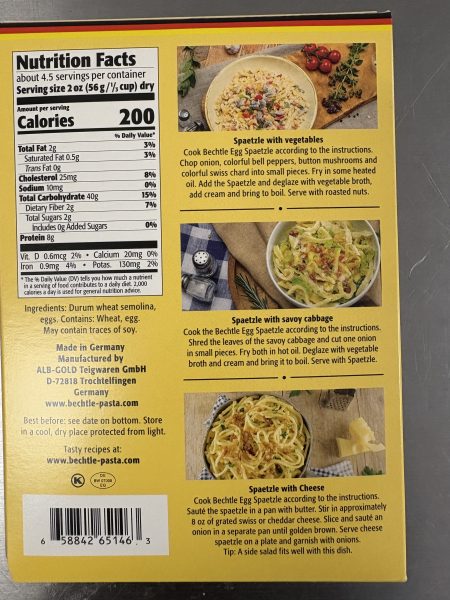 Nutrition Facts
about 4.5 servings per container
Serving size 2 oz (56 g/¹/₂ cup) dry
Amount per serving
Calories 200
% Daily Value*
Total Fat 2g 3%
Saturated Fat 0.5g 3%
Trans Fat 0g
Cholesterol 25mg 8%
Sodium 10mg 0%
Total Carbohydrate 40g 15%
Dietary Fiber 2g 7%
Total Sugars 2g
Includes 0g Added Sugars 0%
Protein 8g
Vit. D 0.6mcg 2% • Calcium 20mg 0%
Iron 0.9mg 4% • Potas. 130mg 2%
*The % Daily Value (DV) tells you how much a nutrient
in a serving of food contributes to a daily diet. 2,000
calories a day is used for general nutrition advice.
Ingredients: Durum wheat semolina,
eggs. Contains: Wheat, egg.
May contain traces of soy.
Made in Germany
Manufactured by
ALB-GOLD Teigwaren GmbH
D-72818 Trochtelfingen
Germany
www.bechtle-pasta.com
Best before: see date on bottom. Store
in a cool, dry place protected from light.
Tasty recipes at:
www.bechtle-pasta.com
K
6 58842 65146 3
Spaetzle with vegetables
Cook Bechtle Egg Spaetzle according to the instructions.
Chop onion, colorful bell peppers, button mushrooms and
colorful swiss chard into small pieces. Fry in some heated
oil. Add the Spaetzle and deglaze with vegetable broth,
add cream and bring to boil. Serve with roasted nuts.
Spaetzle with savoy cabbage
Cook the Bechtle Egg Spaetzle according to the instructions.
Shred the leaves of the savoy cabbage and cut one onion
in small pieces. Fry both in hot oil. Deglaze with vegetable
broth and cream and bring it to boil. Serve with Spaetzle.
Spaetzle with Cheese
Cook Bechtle Egg Spaetzle according to the instructions.
Sauté the spaetzle in a pan with butter. Stir in approximately
8 oz of grated swiss or cheddar cheese. Slice and sauté an
onion in a separate pan until golden brown. Serve cheese
spaetzle on a plate and garnish with onions.
Tip: A side salad fits well with this dish.